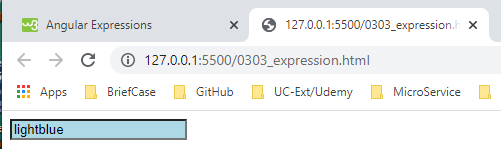 w3 Angular Expressions
127.0.0.1:5500/0303_expression.h
127.0.0.1:5500/0303_expression.html
Apps BriefCase GitHub UC-Ext/Udemy MicroService
lightblue